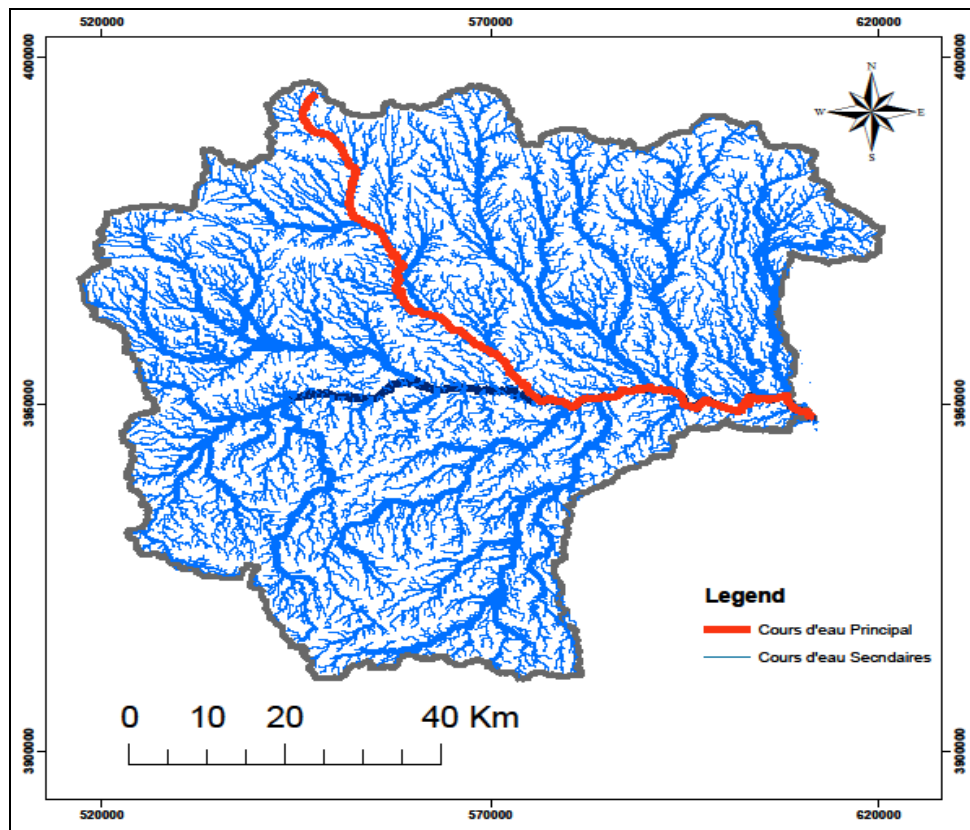 520000 570000 620000
4000000 4000000
N
W E
S
3950000 3950000
Legend
Cours d'eau Principal
Cours d'eau Secndaires
0 10 20 40 Km
3900000 3900000
520000 570000 620000